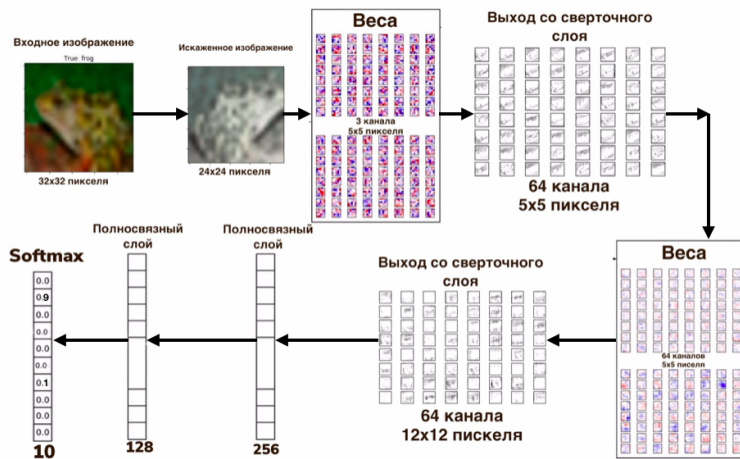 Входное изображение
True: frog
32x32 пикселя
Искаженное изображение
24x24 пикселя
Веса
3 канала
5x5 пикселя
Выход со сверточного
слоя
64 канала
5x5 пикселя
Веса
64 каналов
5x5 писеля
Выход со сверточного
слоя
64 канала
12x12 пискеля
Полносвязный
слой
256
Полносвязный
слой
128
Softmax
0.0
0.9
0.0
0.0
0.0
0.0
0.1
0.0
0.0
0.0
10